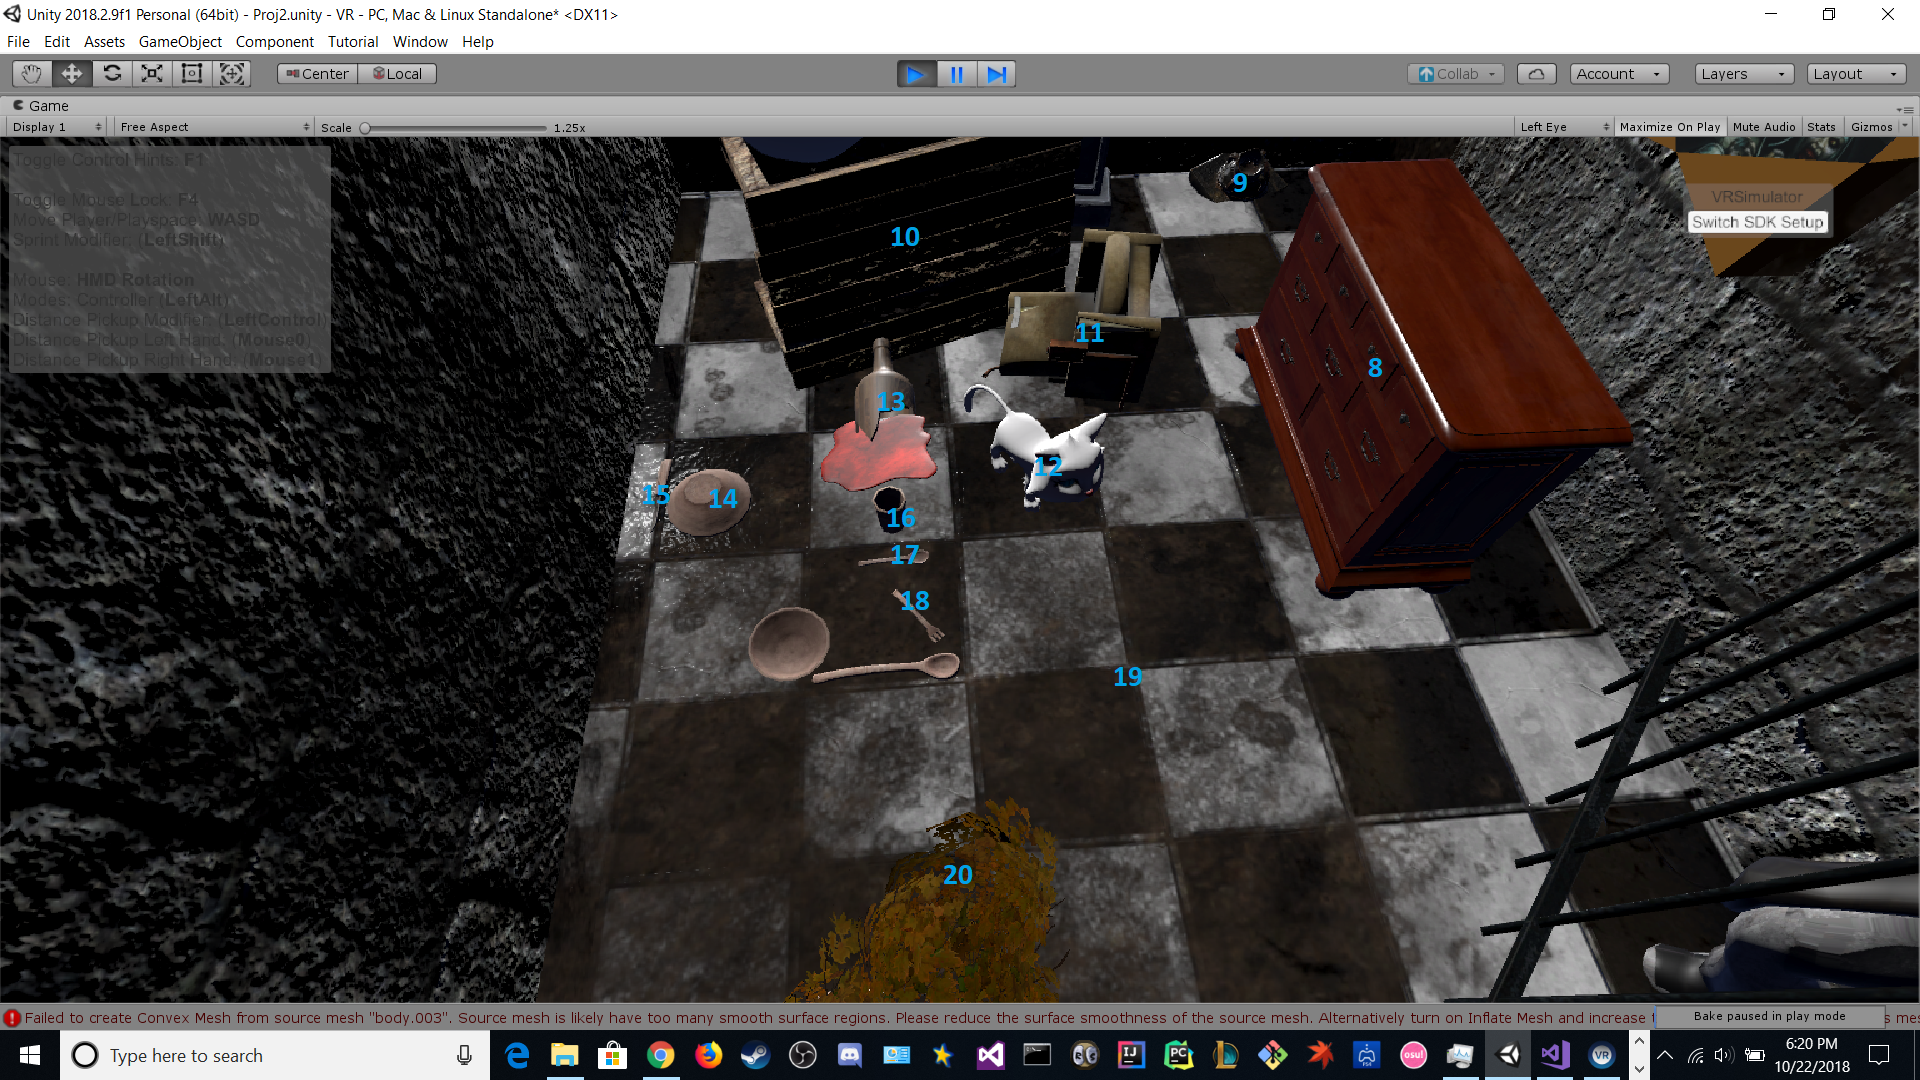 Unity 2018.2.9f1 Personal (64bit) - Proj2.unity - VR - PC, Mac & Linux Standalone* <DX11>
File Edit Assets GameObject Component Tutorial Window Help
Center Local Collab Account Layers Layout
Game
Display 1 Free Aspect Scale 1.25x Left Eye Maximize On Play Mute Audio Stats Gizmos
Toggle Control Hints: F1
Toggle Mouse Lock: F4
Move Player/Playspace: WASD
Sprint Modifier: (LeftShift)
Mouse: HMD Rotation
Modes: Controller (LeftAlt)
Distance Pickup Modifier: (LeftControl)
Distance Pickup Left Hand: (Mouse0)
Distance Pickup Right Hand: (Mouse1)
VRSimulator
Switch SDK Setup
9
10
11
8
13
12
15
14
16
17
18
19
20
Failed to create Convex Mesh from source mesh "body.003". Source mesh is likely have too many smooth surface regions. Please reduce the surface smoothness of the source mesh. Alternatively turn on Inflate Mesh and increase
Bake paused in play mode
Type here to search
6:20 PM
10/22/2018